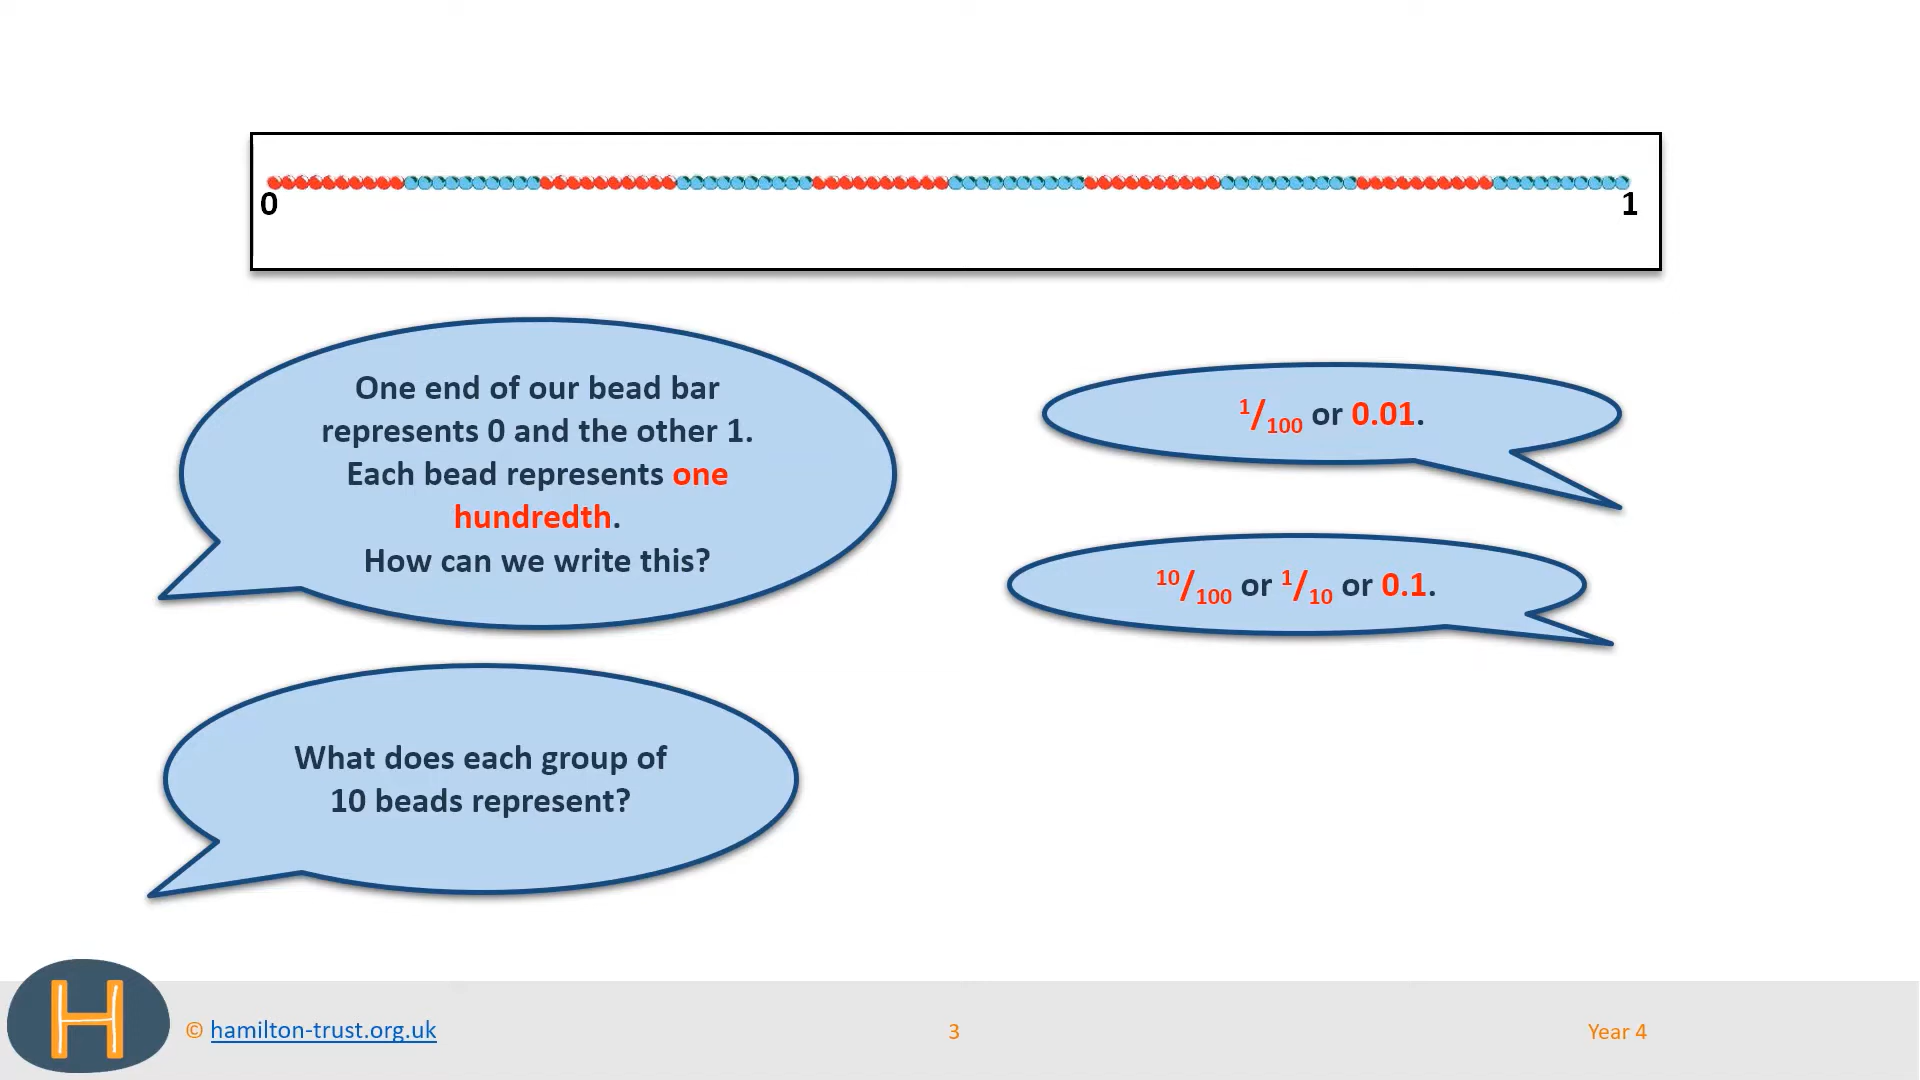 0
1
One end of our bead bar
represents 0 and the other 1.
Each bead represents one
hundredth.
How can we write this?
1/100 or 0.01.
10/100 or 1/10 or 0.1.
What does each group of
10 beads represent?
H
© hamilton-trust.org.uk
3
Year 4